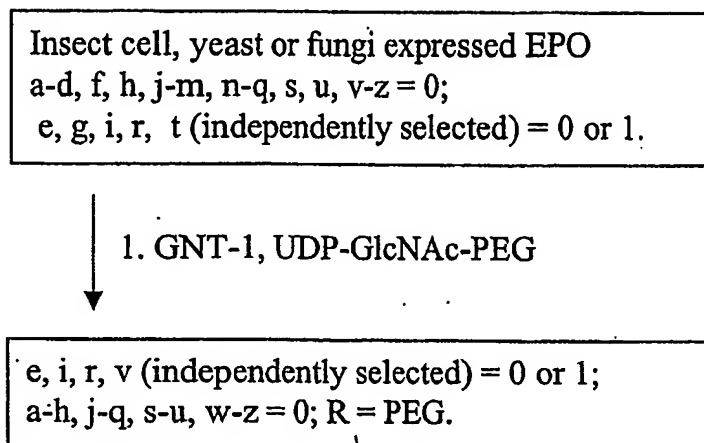 Insect cell, yeast or fungi expressed EPO
a-d, f, h, j-m, n-q, s, u, v-z = 0;
e, g, i, r, t (independently selected) = 0 or 1.
1. GNT-1, UDP-GlcNAc-PEG
e, i, r, v (independently selected) = 0 or 1;
a-h, j-q, s-u, w-z = 0; R = PEG.